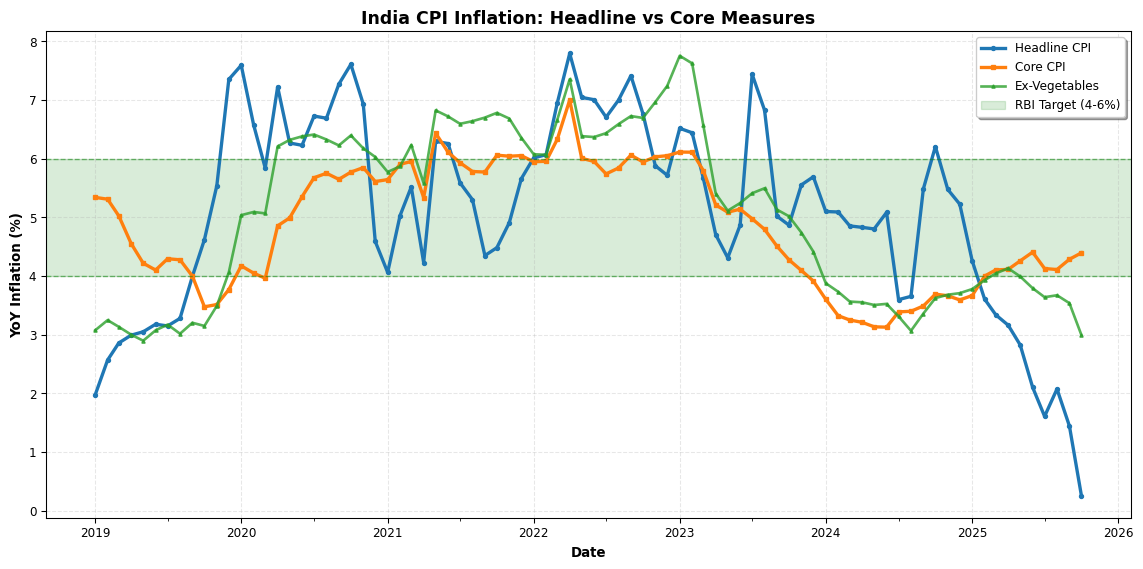 India CPI Inflation: Headline vs Core Measures
Headline CPI
Core CPI
Ex-Vegetables
RBI Target (4-6%)
YoY Inflation (%)
8
7
6
5
4
3
2
1
0
2019
2020
2021
2022
2023
2024
2025
2026
Date